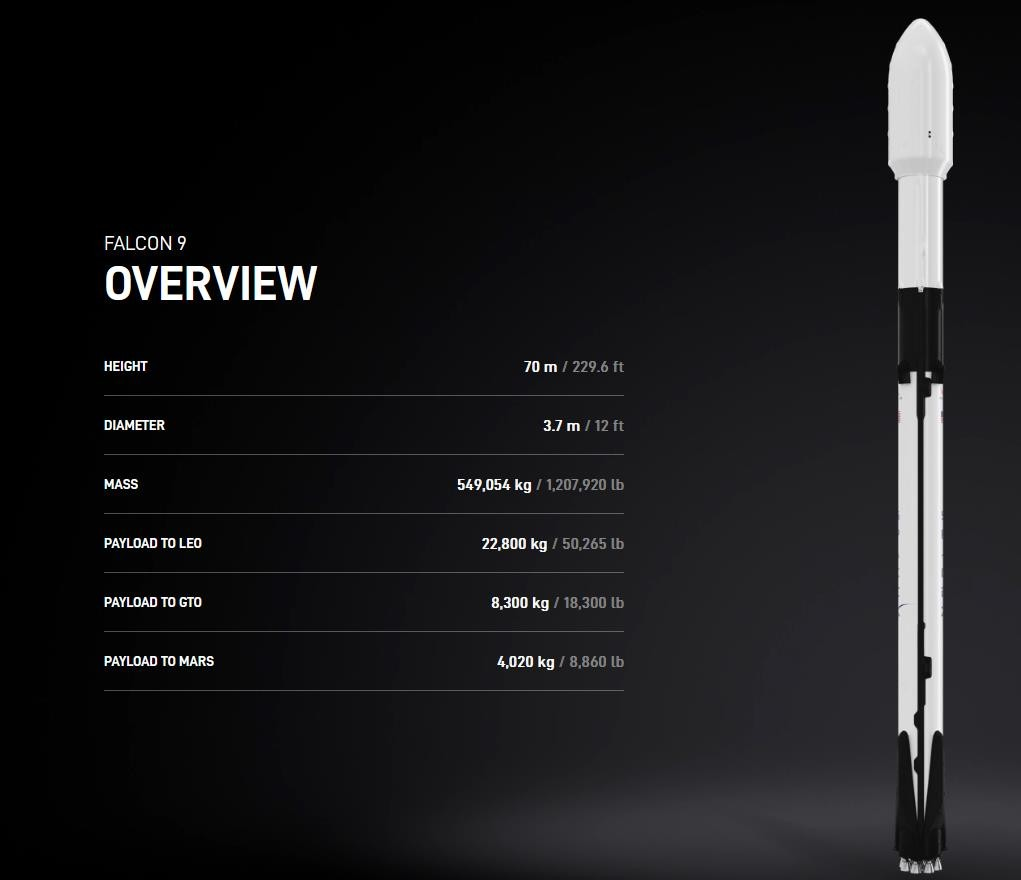 FALCON 9
OVERVIEW
HEIGHT 70 m / 229.6 ft
DIAMETER 3.7 m / 12 ft
MASS 549,054 kg / 1,207,920 lb
PAYLOAD TO LEO 22,800 kg / 50,265 lb
PAYLOAD TO GTO 8,300 kg / 18,300 lb
PAYLOAD TO MARS 4,020 kg / 8,860 lb